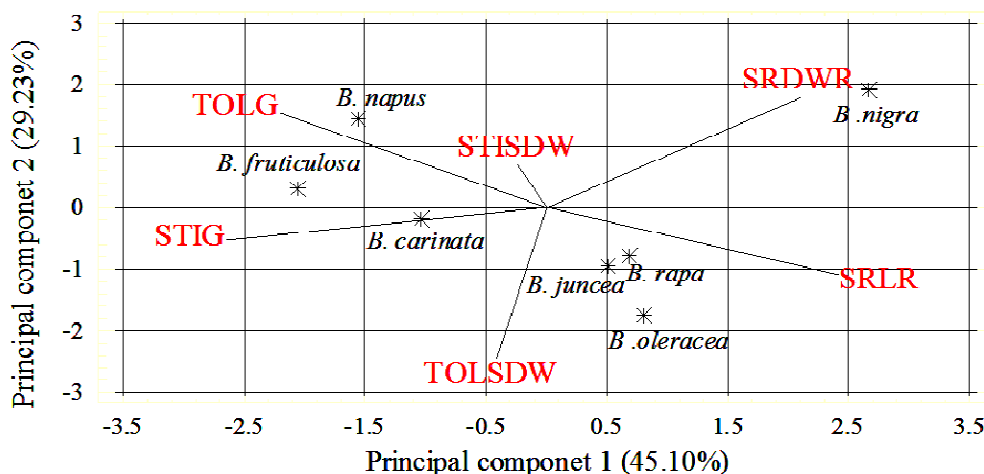 Principal component 2 (29.23%)
3
2
1
0
-1
-2
-3
TOLG
B. napus
SRDWR
B .nigra
STISDW
B. fruticulosa
STIG
B. carinata
B. juncea
B. rapa
SRLR
B .oleracea
TOLSDW
-3.5 -2.5 -1.5 -0.5 0.5 1.5 2.5 3.5
Principal componet 1 (45.10%)